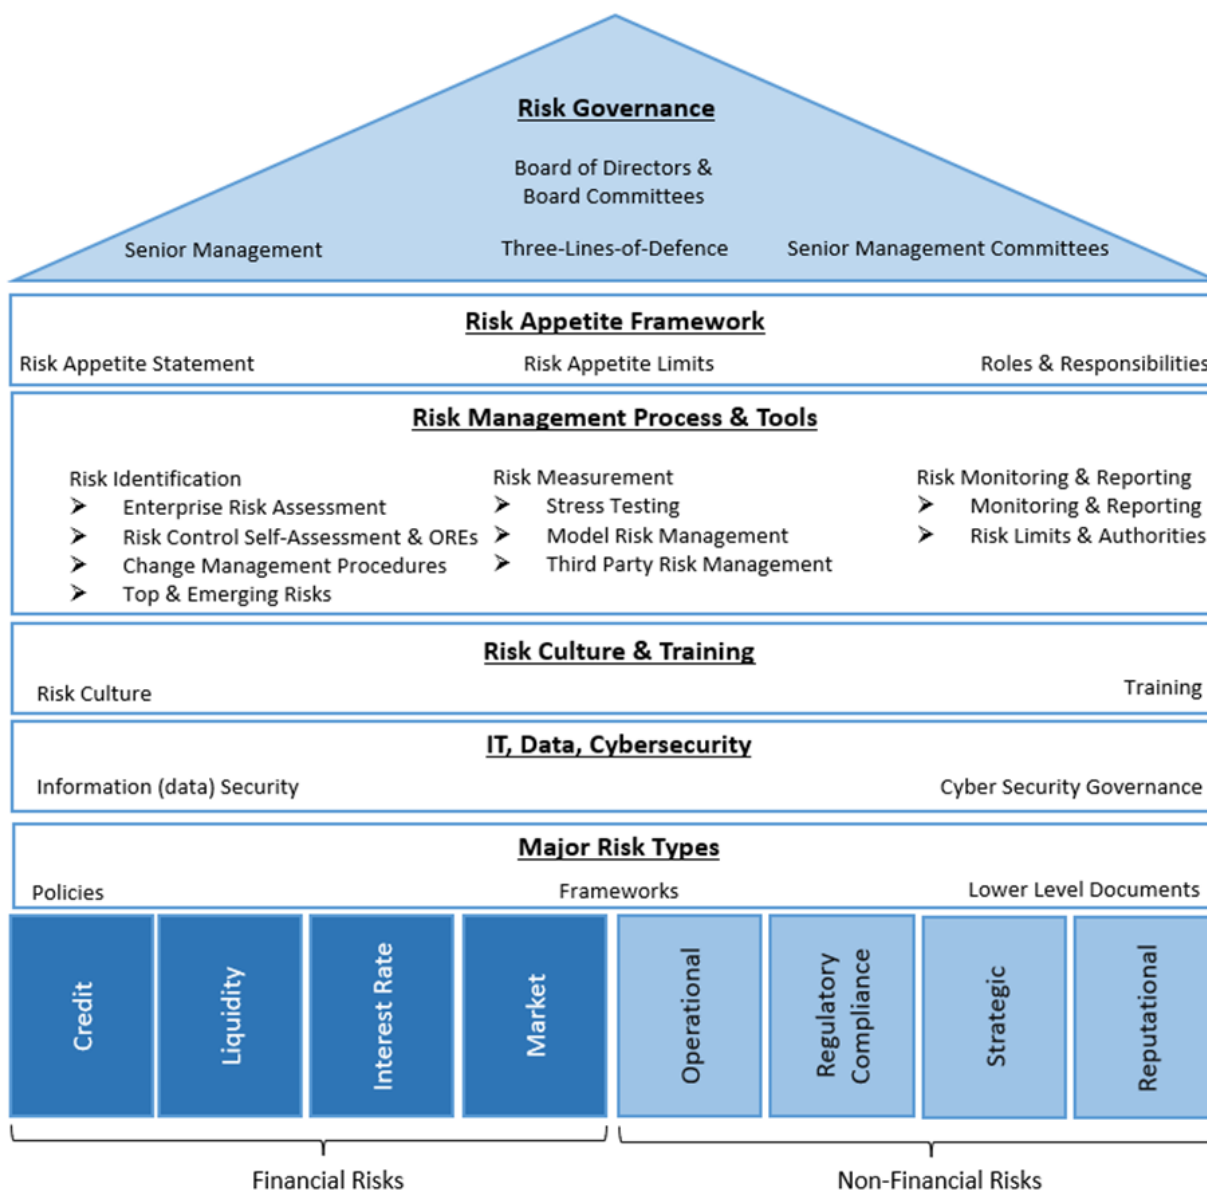 Risk Governance
Board of Directors &
Board Committees
Senior Management
Three-Lines-of-Defence
Senior Management Committees
Risk Appetite Framework
Risk Appetite Statement
Risk Appetite Limits
Roles & Responsibilities
Risk Management Process & Tools
Risk Identification
➢ Enterprise Risk Assessment
➢ Risk Control Self-Assessment & OREs
➢ Change Management Procedures
➢ Top & Emerging Risks
Risk Measurement
➢ Stress Testing
➢ Model Risk Management
➢ Third Party Risk Management
Risk Monitoring & Reporting
➢ Monitoring & Reporting
➢ Risk Limits & Authorities
Risk Culture & Training
Risk Culture
Training
IT, Data, Cybersecurity
Information (data) Security
Cyber Security Governance
Major Risk Types
Policies
Frameworks
Lower Level Documents
Credit
Liquidity
Interest Rate
Market
Operational
Regulatory
Compliance
Strategic
Reputational
Financial Risks
Non-Financial Risks